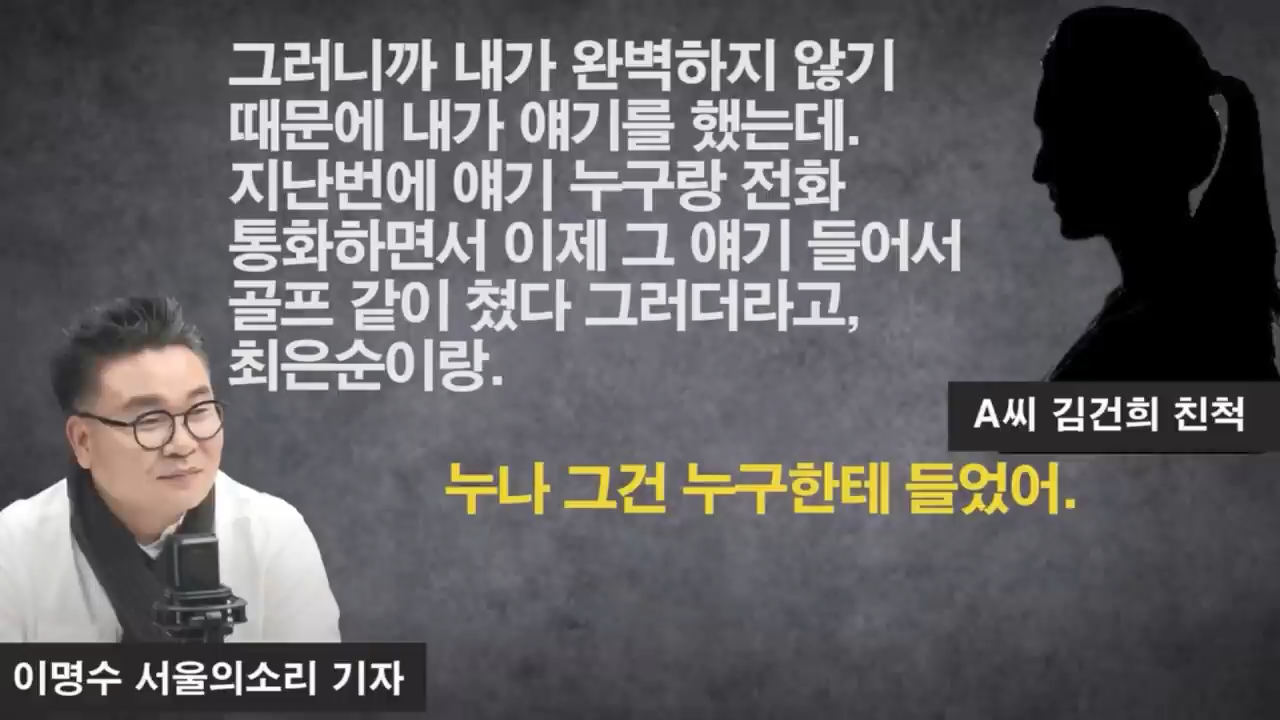 그러니까 내가 완벽하지 않기
때문에 내가 얘기를 했는데.
지난번에 얘기 누구랑 전화
통화하면서 이제 그 얘기 들어서
골프 같이 쳤다 그러더라고,
최은순이랑.
A씨 김건희 친척
누나 그건 누구한테 들었어.
이명수 서울의소리 기자